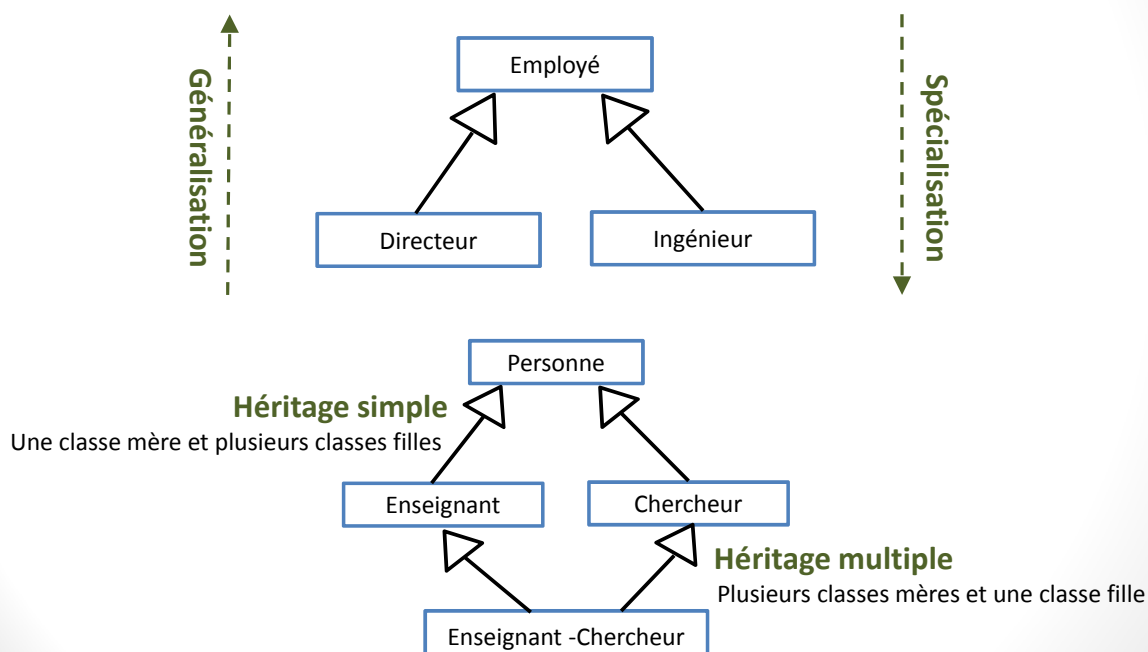 Employé
Généralisation
Spécialisation
Directeur
Ingénieur
Personne
Héritage simple
Une classe mère et plusieurs classes filles
Enseignant
Chercheur
Héritage multiple
Plusieurs classes mères et une classe fille
Enseignant -Chercheur